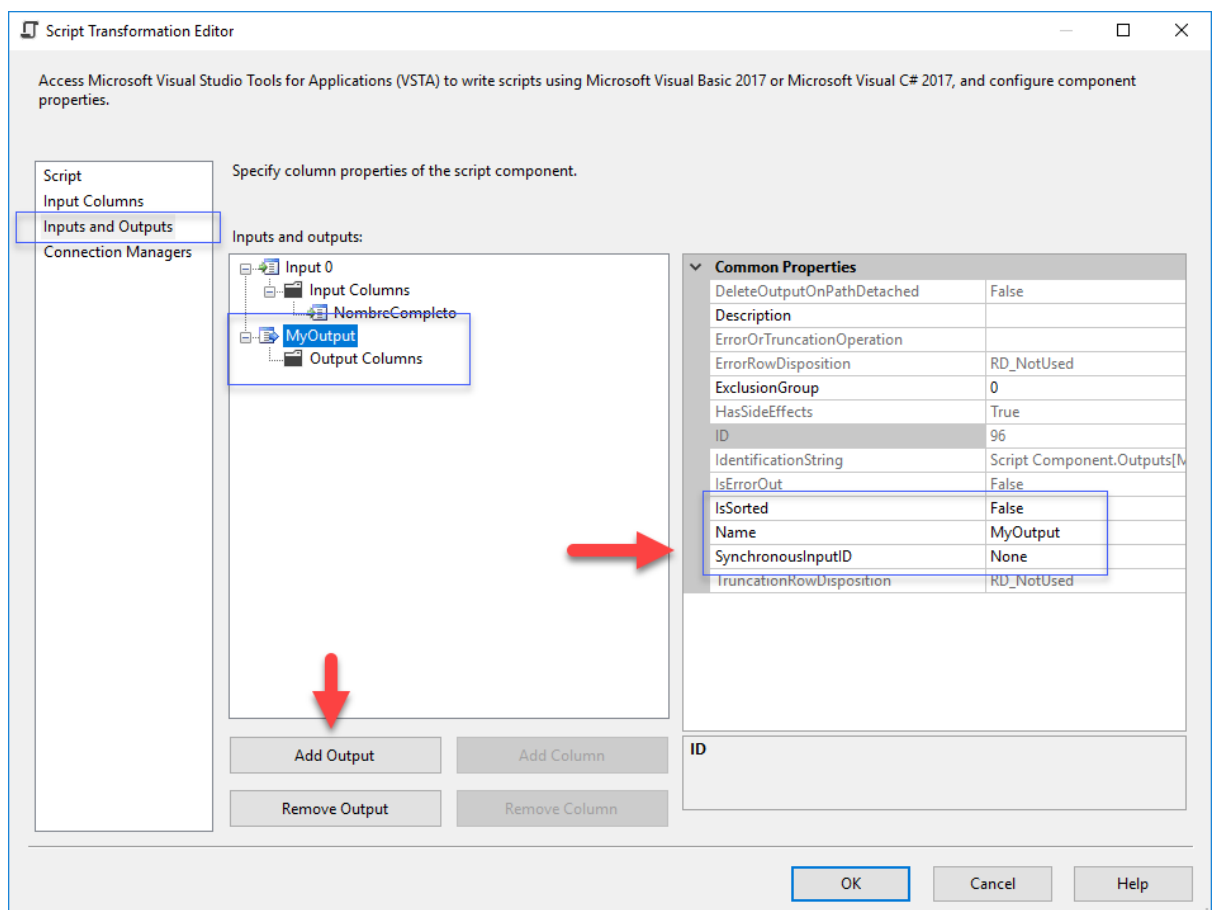 Script Transformation Editor
Access Microsoft Visual Studio Tools for Applications (VSTA) to write scripts using Microsoft Visual Basic 2017 or Microsoft Visual C# 2017, and configure component
properties.
Script
Input Columns
Inputs and Outputs
Connection Managers
Specify column properties of the script component.
Inputs and outputs:
Input 0
Input Columns
NombreCompleto
MyOutput
Output Columns
Common Properties
DeleteOutputOnPathDetached False
Description
ErrorOrTruncationOperation
ErrorRowDisposition RD_NotUsed
ExclusionGroup 0
HasSideEffects True
ID 96
IdentificationString Script Component.Outputs[M
IsErrorOut False
IsSorted False
Name MyOutput
SynchronousInputID None
TruncationRowDisposition RD_NotUsed
Add Output Add Column
Remove Output Remove Column
ID
OK Cancel Help